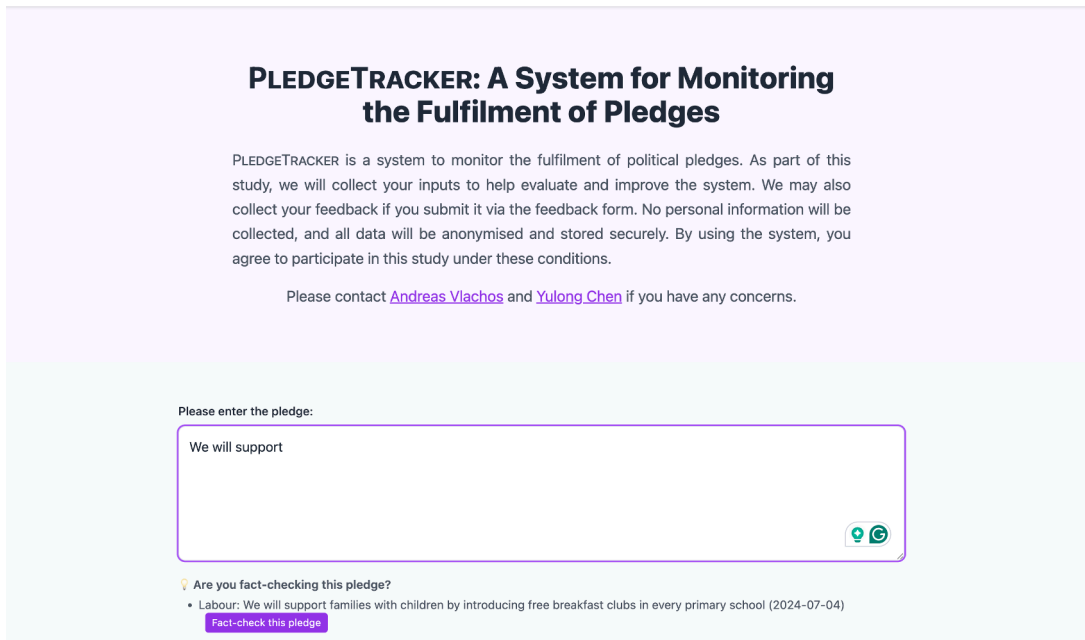 PLEDGETRACKER: A System for Monitoring
the Fulfilment of Pledges
PLEDGETRACKER is a system to monitor the fulfilment of political pledges. As part of this
study, we will collect your inputs to help evaluate and improve the system. We may also
collect your feedback if you submit it via the feedback form. No personal information will be
collected, and all data will be anonymised and stored securely. By using the system, you
agree to participate in this study under these conditions.
Please contact Andreas Vlachos and Yulong Chen if you have any concerns.
Please enter the pledge:
We will support
💡 Are you fact-checking this pledge?
• Labour: We will support families with children by introducing free breakfast clubs in every primary school (2024-07-04)
Fact-check this pledge